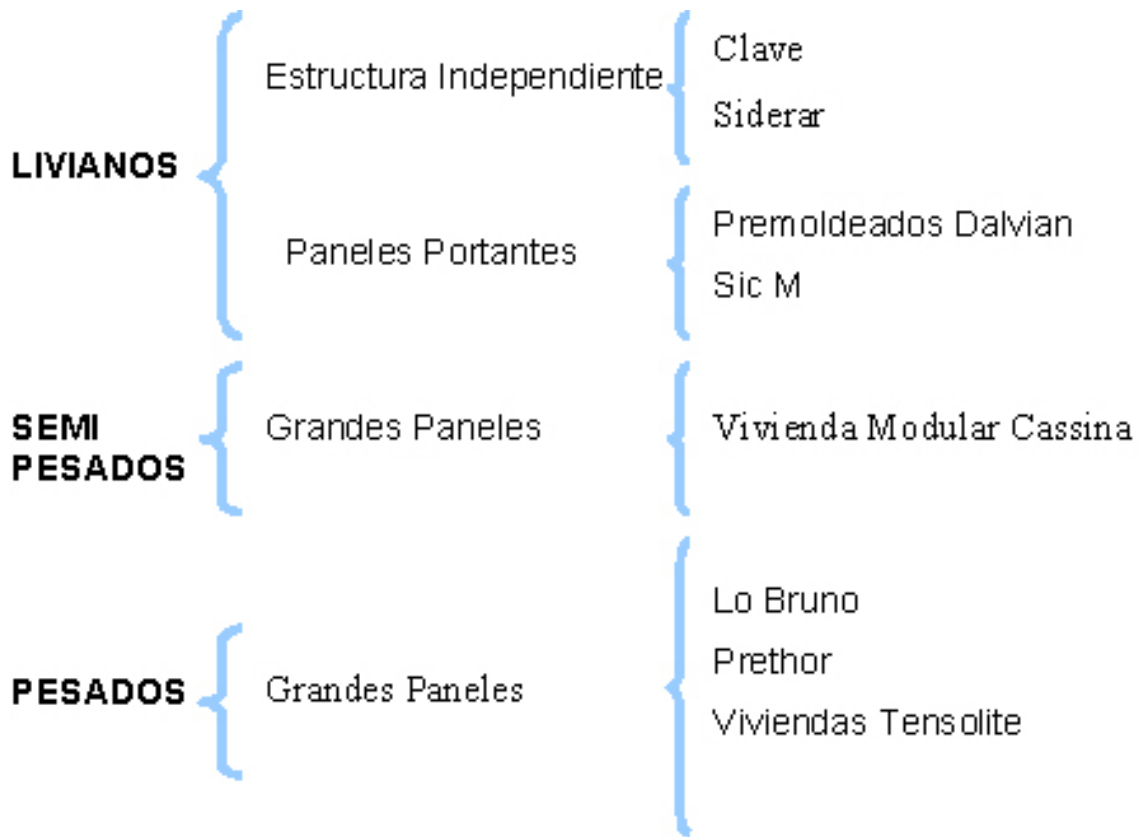 LIVIANOS
Estructura Independiente
Clave
Siderar
Paneles Portantes
Premoldeados Dalvian
Sic M
SEMI
PESADOS
Grandes Paneles
Vivienda Modular Cassina
PESADOS
Grandes Paneles
Lo Bruno
Prethor
Viviendas Tensolite